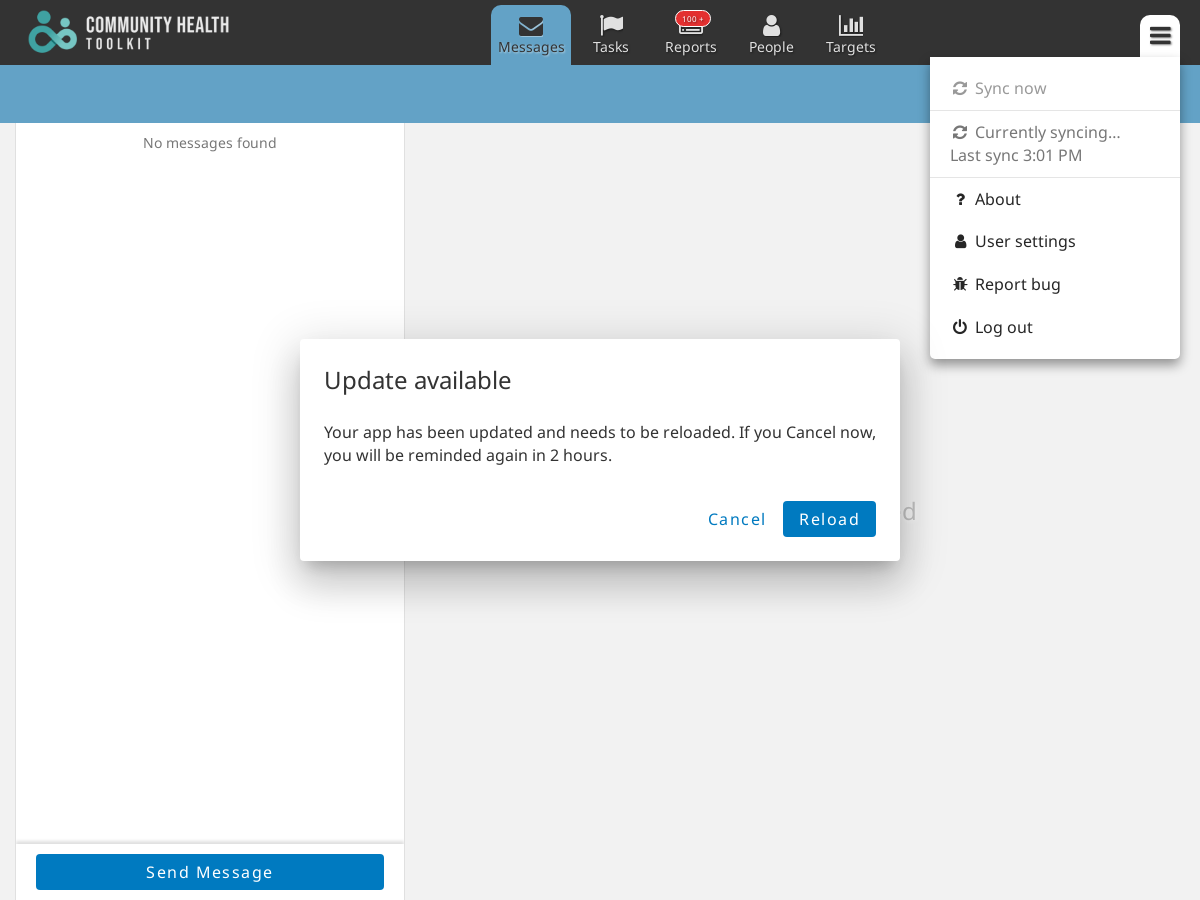 COMMUNITY HEALTH
TOOLKIT
Messages
Tasks
100 +
Reports
People
Targets
Sync now
Currently syncing...
Last sync 3:01 PM
About
User settings
Report bug
Log out
No messages found
Update available
Your app has been updated and needs to be reloaded. If you Cancel now,
you will be reminded again in 2 hours.
Cancel
Reload
Send Message